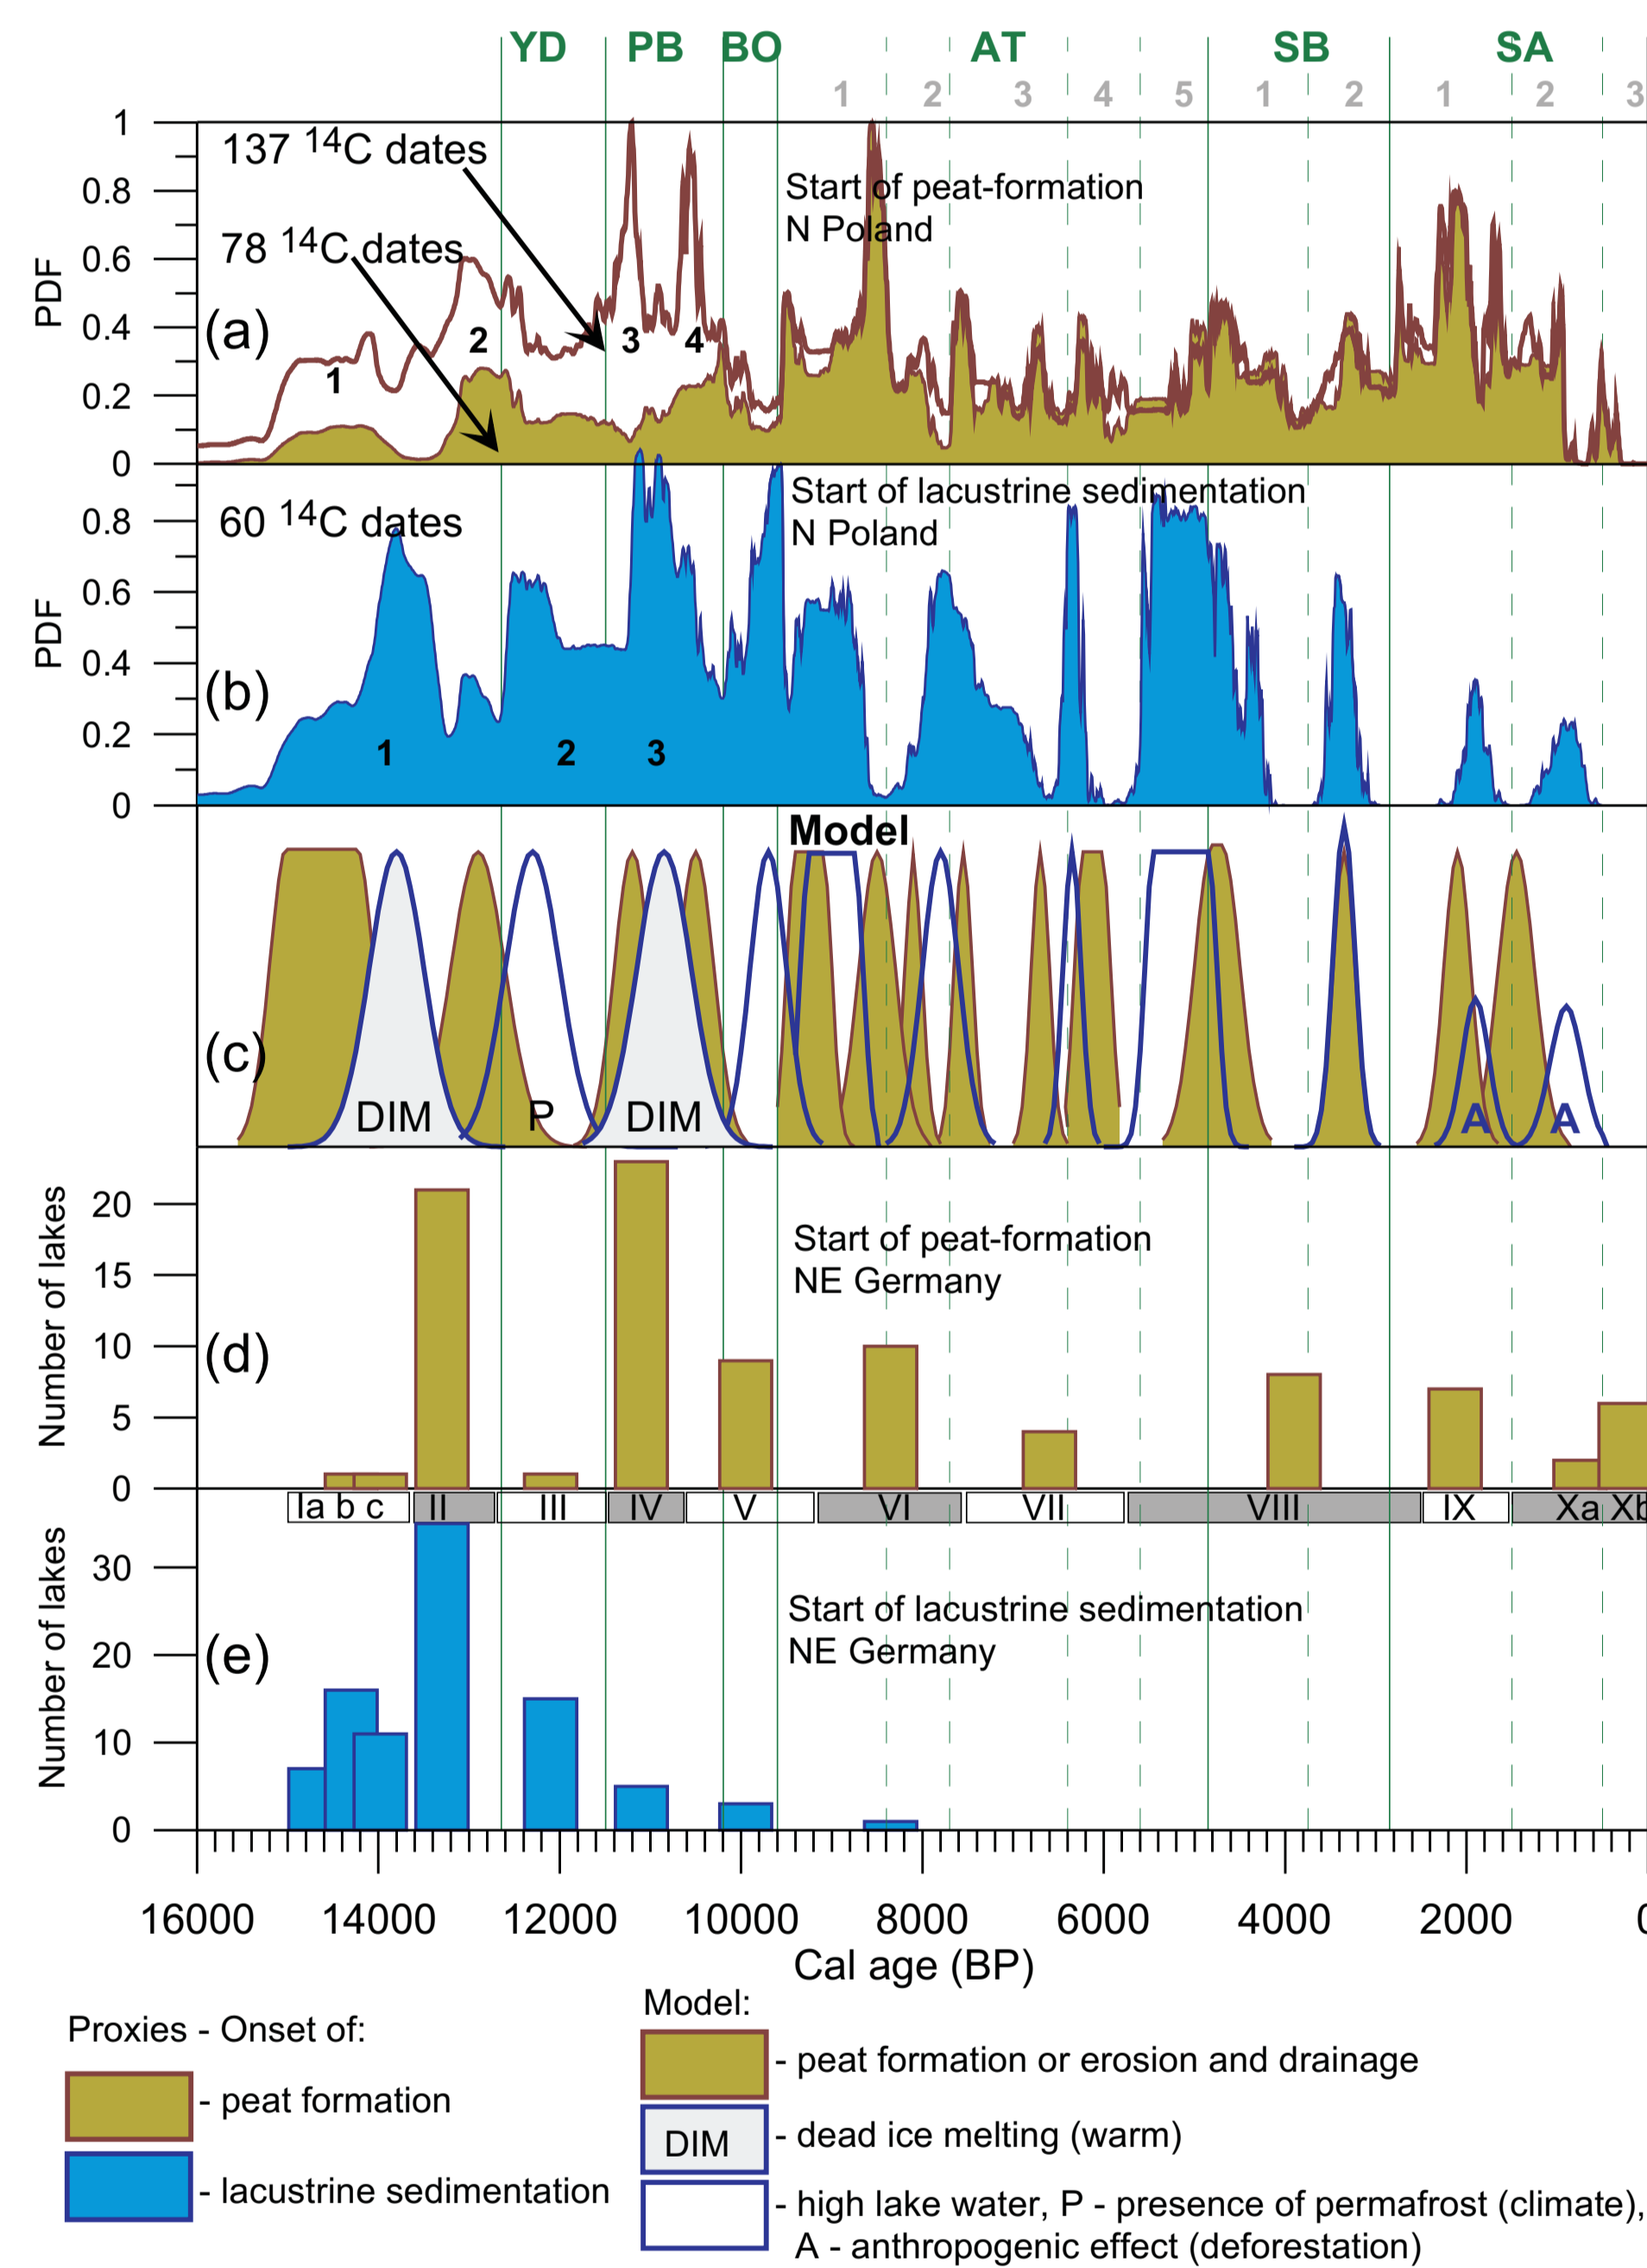 YD PB BO AT SB SA
1 2 3 4 5 1 2 1 2 3
1
0.8
0.6
0.4
0.2
0
PDF
137 14C dates
78 14C dates
Start of peat-formation
N Poland
(a)
1 2 3 4
0.8
0.6
0.4
0.2
0
PDF
60 14C dates
Start of lacustrine sedimentation
N Poland
(b)
1 2 3
Model
(c)
DIM P DIM A A
20
15
10
5
0
Number of lakes
Start of peat-formation
NE Germany
(d)
Ia b c II III IV V VI VII VIII IX Xa Xb
30
20
10
0
Number of lakes
Start of lacustrine sedimentation
NE Germany
(e)
16000 14000 12000 10000 8000 6000 4000 2000 0
Cal age (BP)
Proxies - Onset of:
- peat formation
- lacustrine sedimentation
Model:
- peat formation or erosion and drainage
DIM - dead ice melting (warm)
- high lake water, P - presence of permafrost (climate),
A - anthropogenic effect (deforestation)